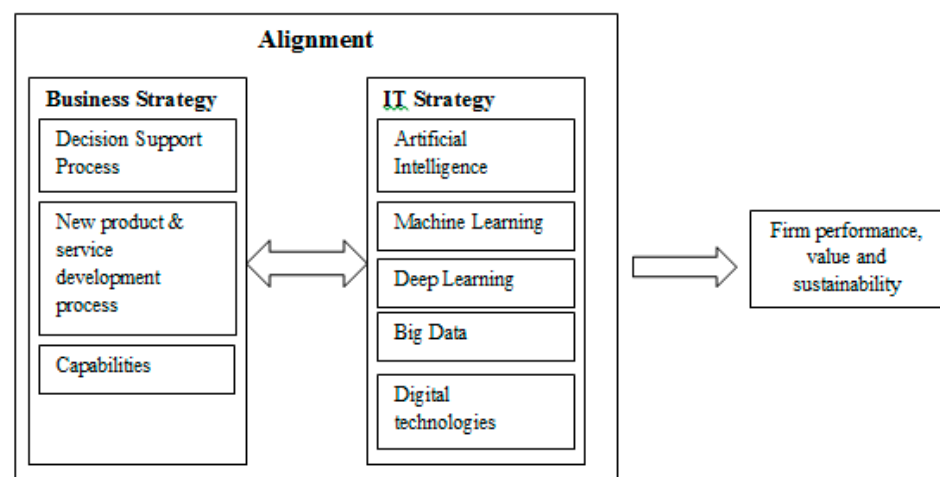 Alignment
Business Strategy
Decision Support
Process
New product &
service
development
process
Capabilities
IT Strategy
Artificial
Intelligence
Machine Learning
Deep Learning
Big Data
Digital
technologies
Firm performance,
value and
sustainability